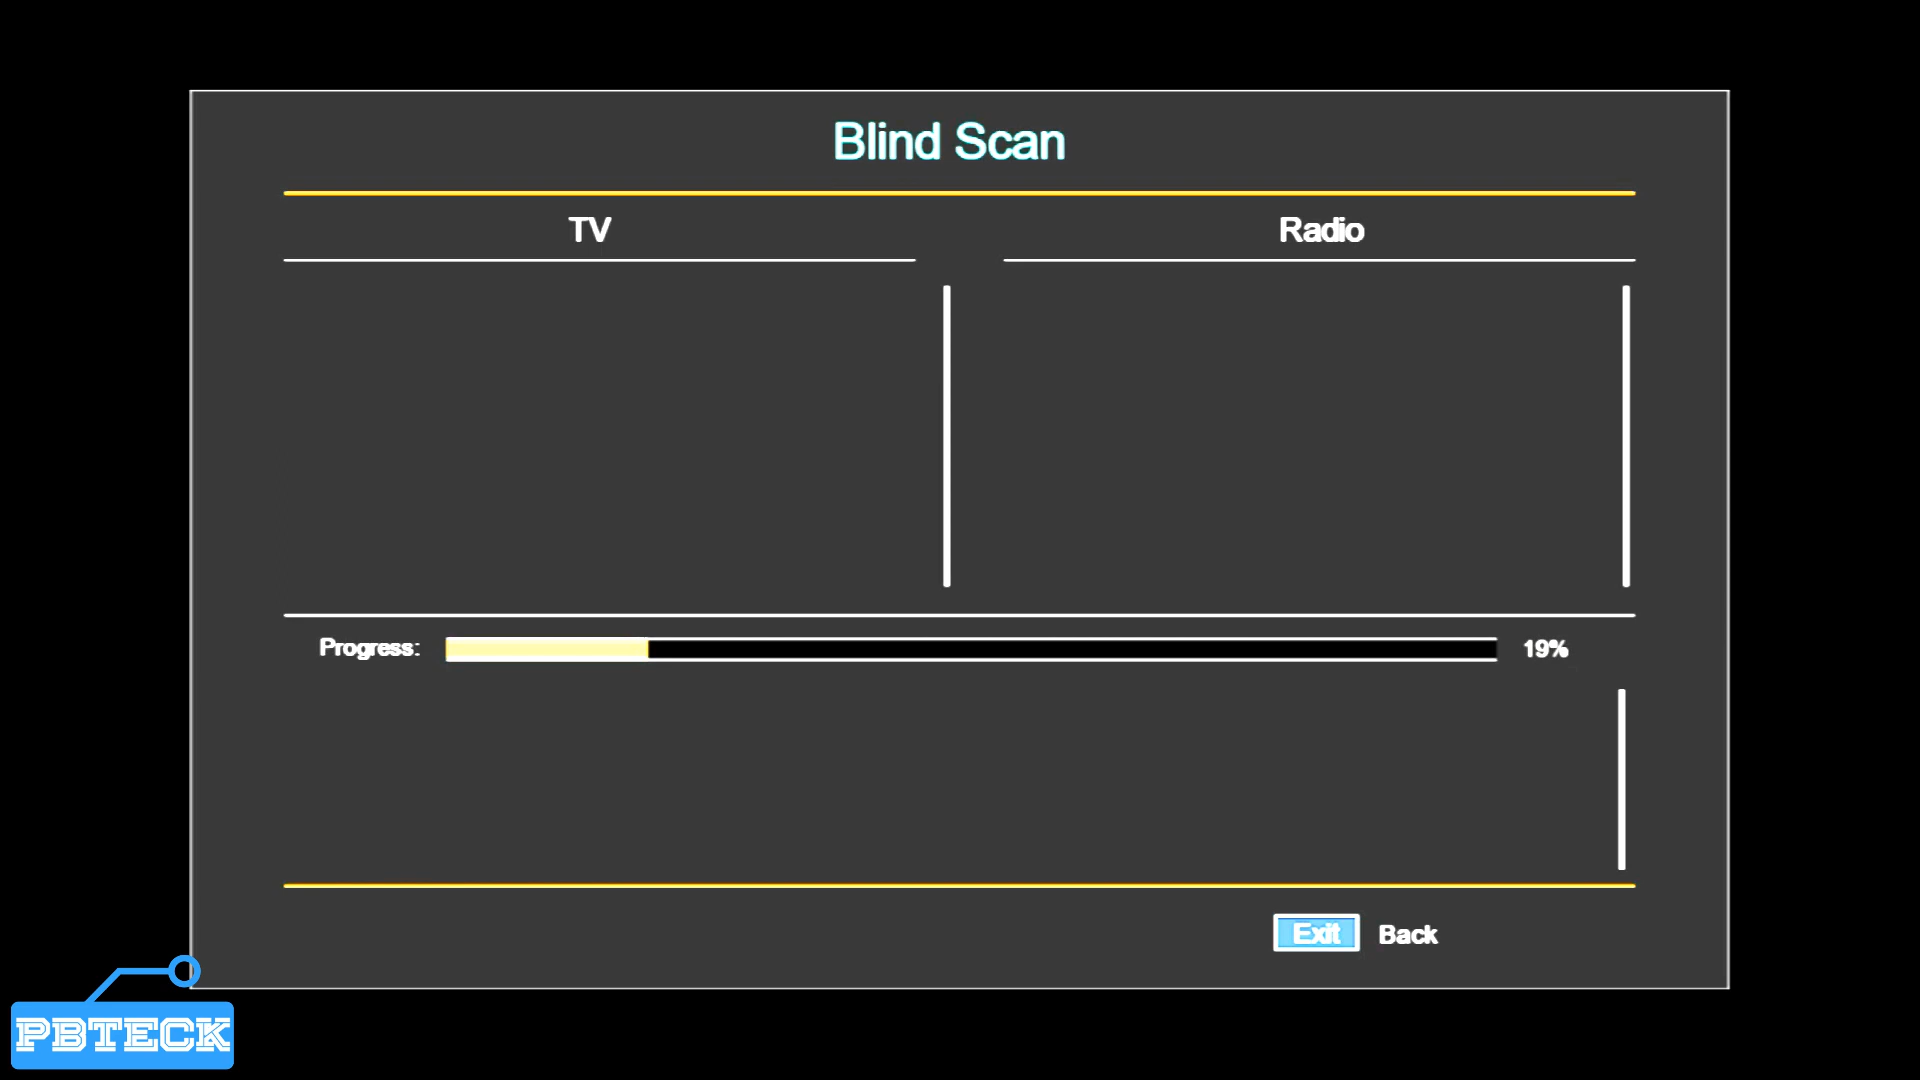 Blind Scan
TV
Radio
Progress:
19%
Exit Back
PBTECK